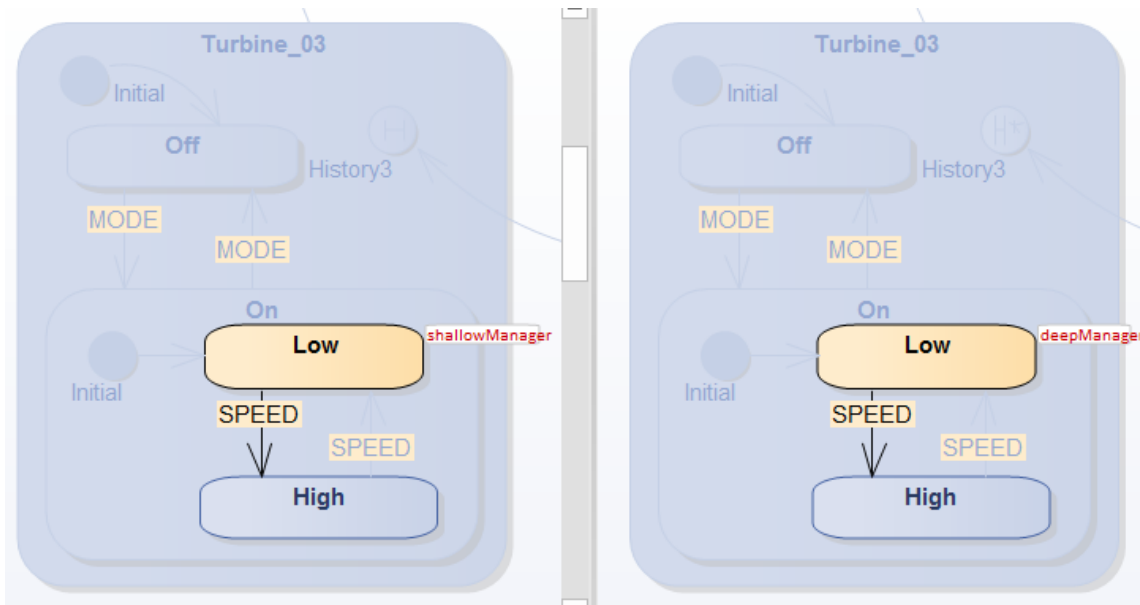 Turbine_03
Initial
Off
History3
MODE
MODE
On
Low
shallowManager
Initial
SPEED
SPEED
High
Turbine_03
Initial
Off
History3
MODE
MODE
On
Low
deepManager
Initial
SPEED
SPEED
High